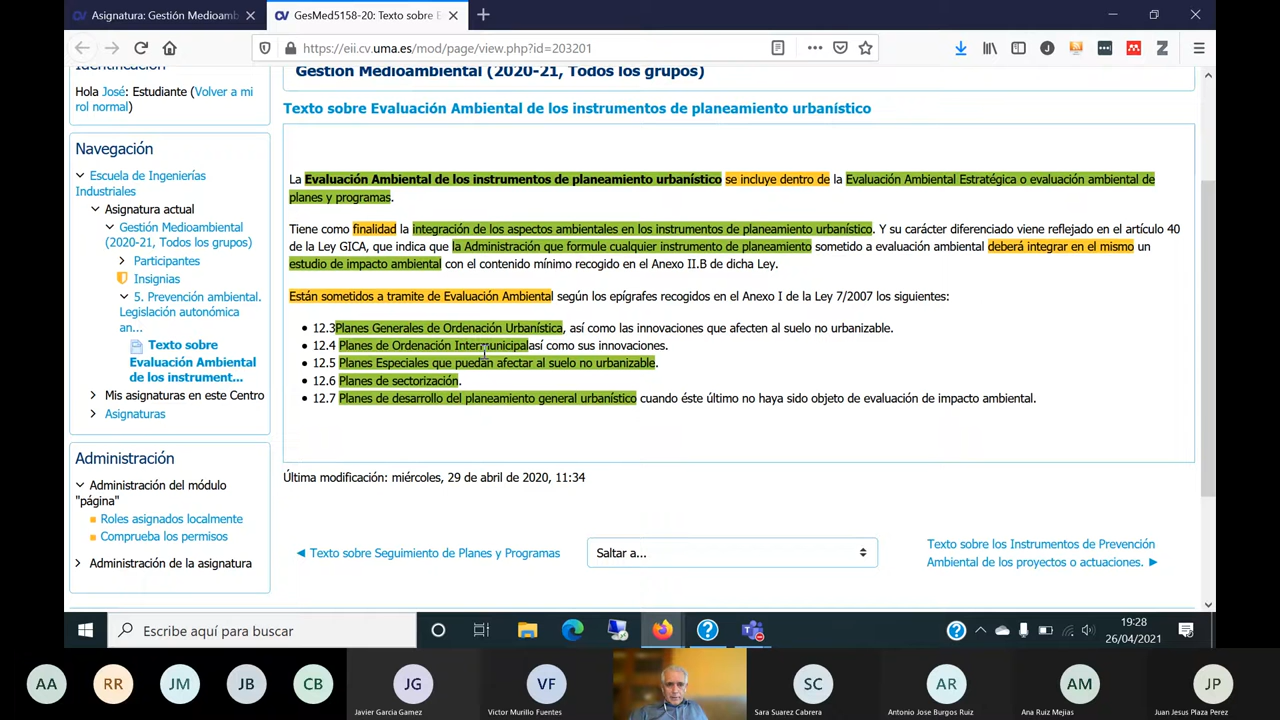 Asignatura: Gestión Medioamb
GesMed5158-20: Texto sobre E
https://eii.cv.uma.es/mod/page/view.php?id=203201
Identificación
Hola José: Estudiante (Volver a mi
rol normal)
Navegación
Escuela de Ingenierías
Industriales
Asignatura actual
Gestión Medioambiental
(2020-21, Todos los grupos)
Participantes
Insignias
5. Prevención ambiental.
Legislación autonómica
an...
Texto sobre
Evaluación Ambiental
de los instrument...
Mis asignaturas en este Centro
Asignaturas
Administración
Administración del módulo
"página"
Roles asignados localmente
Comprueba los permisos
Administración de la asignatura
Gestión Medioambiental (2020-21, Todos los grupos)
Texto sobre Evaluación Ambiental de los instrumentos de planeamiento urbanístico
La Evaluación Ambiental de los instrumentos de planeamiento urbanístico se incluye dentro de la Evaluación Ambiental Estratégica o evaluación ambiental de
planes y programas.
Tiene como finalidad la integración de los aspectos ambientales en los instrumentos de planeamiento urbanístico. Y su carácter diferenciado viene reflejado en el artículo 40
de la Ley GICA, que indica que la Administración que formule cualquier instrumento de planeamiento sometido a evaluación ambiental deberá integrar en el mismo un
estudio de impacto ambiental con el contenido mínimo recogido en el Anexo II.B de dicha Ley.
Están sometidos a tramite de Evaluación Ambiental según los epígrafes recogidos en el Anexo I de la Ley 7/2007 los siguientes:
• 12.3Planes Generales de Ordenación Urbanística, así como las innovaciones que afecten al suelo no urbanizable.
• 12.4 Planes de Ordenación Intermunicipalasí como sus innovaciones.
• 12.5 Planes Especiales que puedan afectar al suelo no urbanizable.
• 12.6 Planes de sectorización.
• 12.7 Planes de desarrollo del planeamiento general urbanístico cuando éste último no haya sido objeto de evaluación de impacto ambiental.
Última modificación: miércoles, 29 de abril de 2020, 11:34
◄ Texto sobre Seguimiento de Planes y Programas
Saltar a...
Texto sobre los Instrumentos de Prevención
Ambiental de los proyectos o actuaciones. ►
Escribe aquí para buscar
19:28
26/04/2021
AA
RR
JM
JB
CB
JG
Javier Garcia Gamez
VF
Victor Murillo Fuentes
SC
Sara Suarez Cabrera
AR
Antonio Jose Burgos Ruiz
AM
Ana Ruiz Mejias
JP
Juan Jesus Plaza Perez